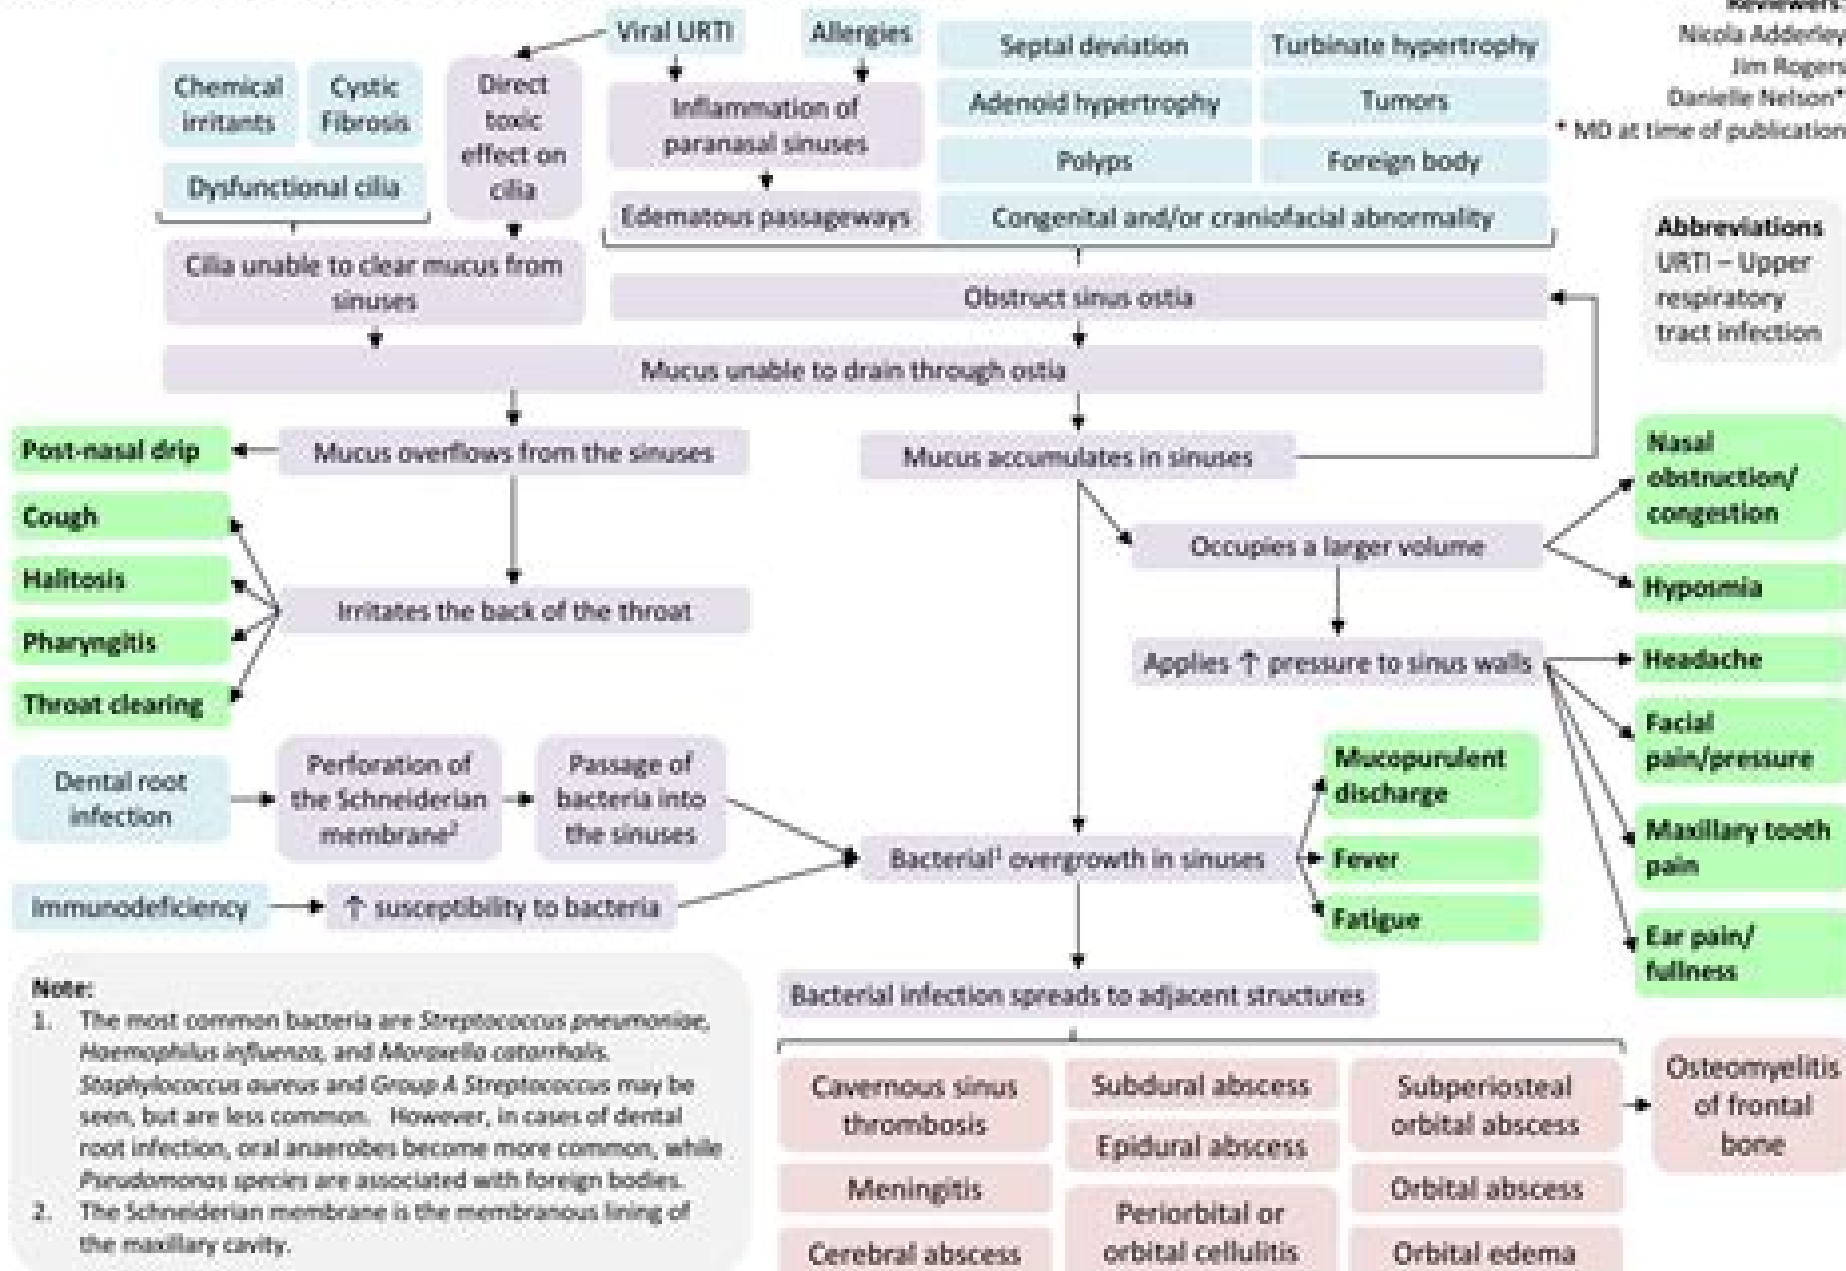 Reviewers:
Nicola Adderley
Jim Rogers
Danielle Nelson*
* MD at time of publication
Viral URTI
Allergies
Septal deviation
Turbinate hypertrophy
Chemical
irritants
Cystic
Fibrosis
Direct
toxic
effect on
cilia
Inflammation of
paranasal sinuses
Adenoid hypertrophy
Tumors
Polyps
Foreign body
Dysfunctional cilia
Edematous passageways
Congenital and/or craniofacial abnormality
Abbreviations
URTI – Upper
respiratory
tract infection
Cilia unable to clear mucus from
sinuses
Obstruct sinus ostia
Mucus unable to drain through ostia
Post-nasal drip
Mucus overflows from the sinuses
Mucus accumulates in sinuses
Nasal
obstruction/
congestion
Cough
Halitosis
Pharyngitis
Throat clearing
Irritates the back of the throat
Occupies a larger volume
Hyposmia
Applies ↑ pressure to sinus walls
Headache
Facial
pain/pressure
Maxillary tooth
pain
Ear pain/
fullness
Dental root
infection
Perforation of
the Schneiderian
membrane²
Passage of
bacteria into
the sinuses
Bacterial¹ overgrowth in sinuses
Mucopurulent
discharge
Fever
Fatigue
Immunodeficiency
↑ susceptibility to bacteria
Bacterial infection spreads to adjacent structures
Note:
1. The most common bacteria are Streptococcus pneumoniae,
Haemophilus influenza, and Moraxella catarrhalis.
Staphylococcus aureus and Group A Streptococcus may be
seen, but are less common. However, in cases of dental
root infection, oral anaerobes become more common, while
Pseudomonas species are associated with foreign bodies.
2. The Schneiderian membrane is the membranous lining of
the maxillary cavity.
Cavernous sinus
thrombosis
Subdural abscess
Subperiosteal
orbital abscess
Osteomyelitis
of frontal
bone
Epidural abscess
Meningitis
Periorbital or
orbital cellulitis
Orbital abscess
Cerebral abscess
Orbital edema